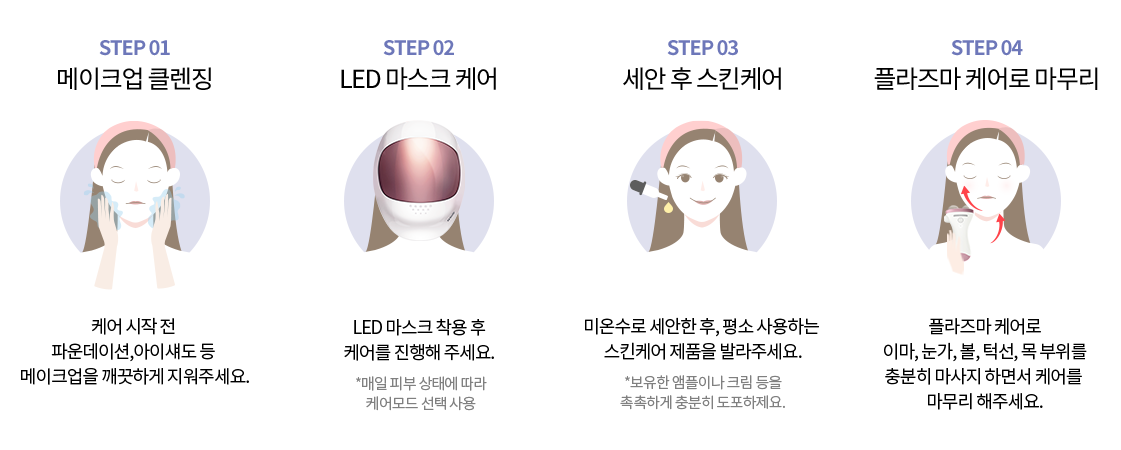 STEP 01
메이크업 클렌징
케어 시작 전
파운데이션,아이섀도 등
메이크업을 깨끗하게 지워주세요.
STEP 02
LED 마스크 케어
LED 마스크 착용 후
케어를 진행해 주세요.
*매일 피부 상태에 따라
케어모드 선택 사용
STEP 03
세안 후 스킨케어
미온수로 세안한 후, 평소 사용하는
스킨케어 제품을 발라주세요.
*보유한 앰플이나 크림 등을
촉촉하게 충분히 도포하졔요.
STEP 04
플라즈마 케어로 마무리
플라즈마 케어로
이마, 눈가, 볼, 턱선, 목 부위를
충분히 마사지 하면서 케어를
마무리 해주세요.